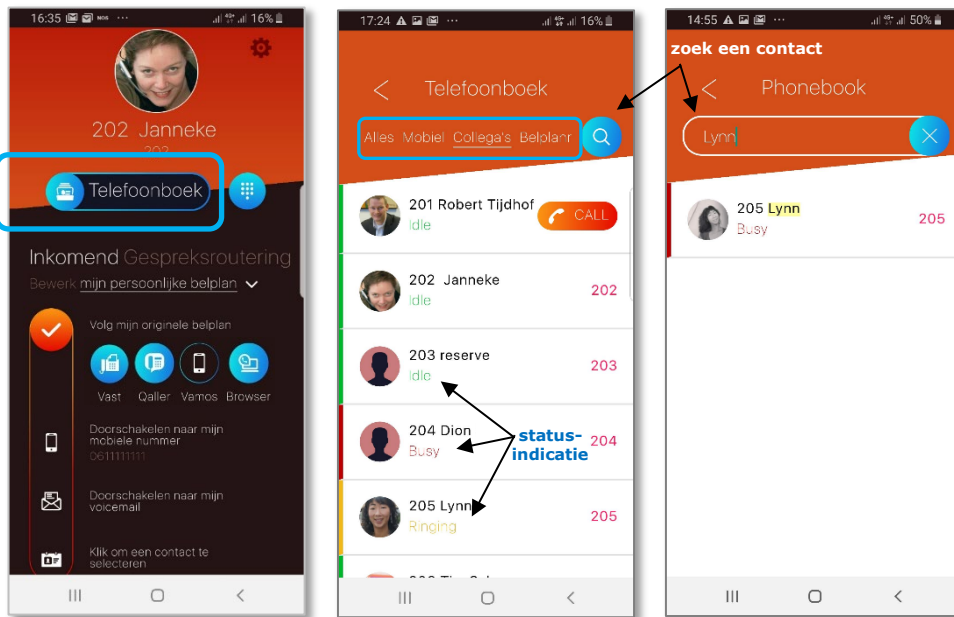 16:35 16%
202 Janneke
202
Telefoonboek
Inkomend Gespreksroutering
Bewerk mijn persoonlijke belplan
Volg mijn originele belplan
Vast Qaller Vamos Browser
Doorschakelen naar mijn
mobiele nummer
0611111111
Doorschakelen naar mijn
voicemail
Klik om een contact te
selecteren
17:24 16%
Telefoonboek
Alles Mobiel Collega's Belplanr
201 Robert Tijdhof
Idle
CALL
202 Janneke
Idle
202
203 reserve
Idle
203
204 Dion
Busy
204
status-
indicatie
205 Lynn
Ringing
205
14:55 50%
zoek een contact
Phonebook
Lynn
205 Lynn
Busy
205